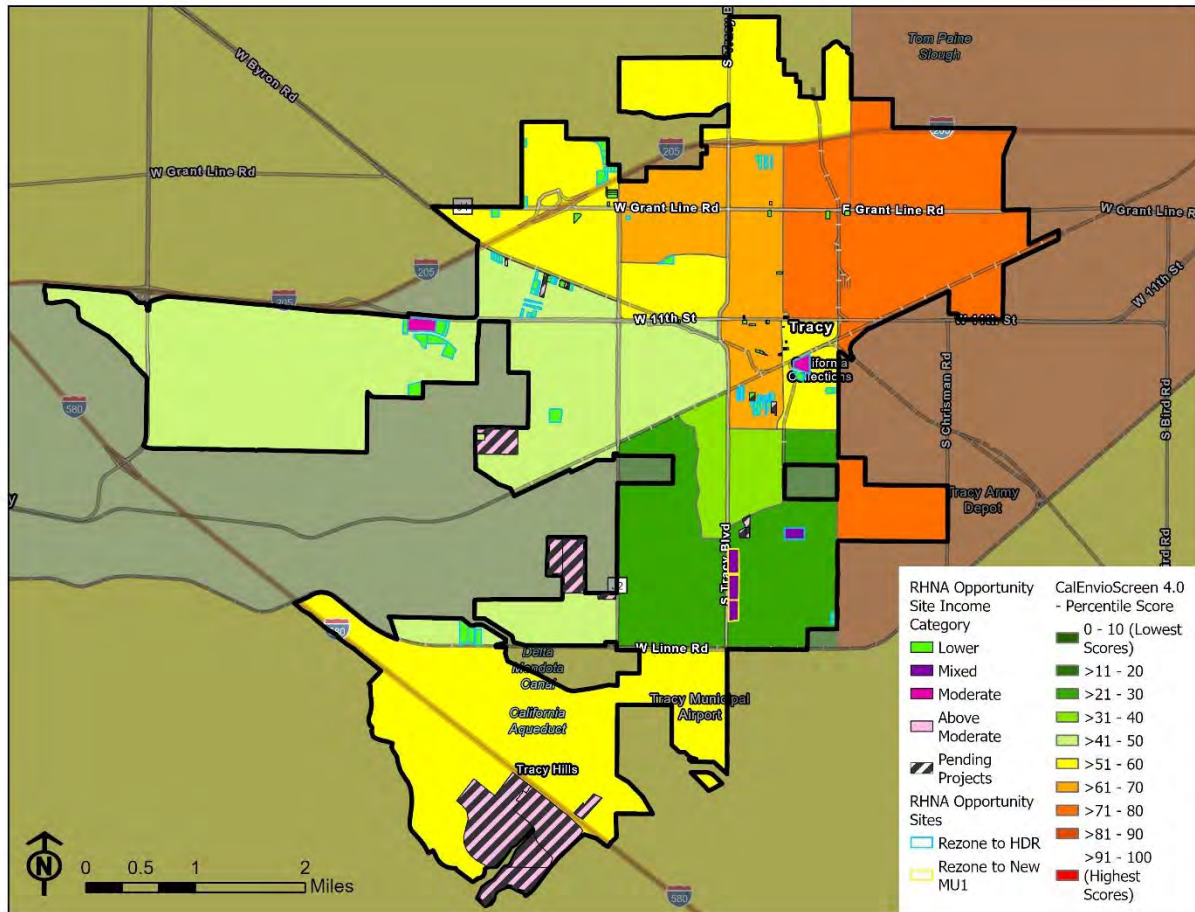 Tom Paine
Slough
S Tracy B
W Byron Rd
205
205
W Grant Line Rd
W Grant Line Rd
E Grant Line Rd
W Grant Line R
205
205
W 11th St
Tracy
W 11th St
W 11th St
ifornia
Collections
580
S Chrisman Rd
S Bird Rd
Tracy Army
Depot
y
S Tracy Blvd
ird Rd
580
W Linne Rd
Delta
Mendota
Canal
Tracy Municipal
Airport
California
Aqueduct
Tracy Hills
580
RHNA Opportunity
Site Income
Category
Lower
Mixed
Moderate
Above
Moderate
Pending
Projects
RHNA Opportunity
Sites
Rezone to HDR
Rezone to New
MU1
CalEnvioScreen 4.0
- Percentile Score
0 - 10 (Lowest
Scores)
>11 - 20
>21 - 30
>31 - 40
>41 - 50
>51 - 60
>61 - 70
>71 - 80
>81 - 90
>91 - 100
(Highest
Scores)
N
0 0.5 1 2
Miles